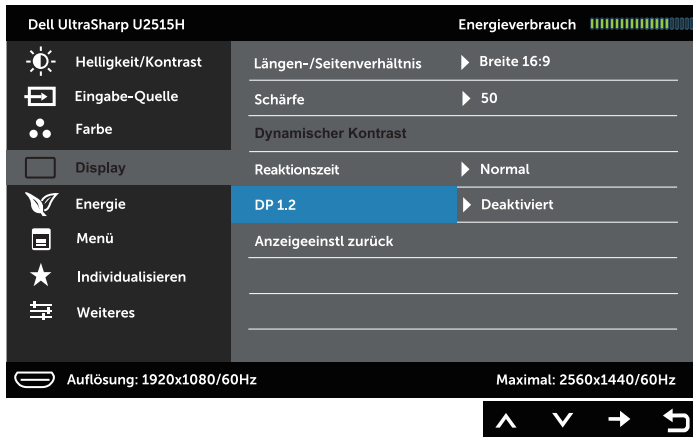 Dell UltraSharp U2515H Energieverbrauch
Helligkeit/Kontrast
Eingabe-Quelle
Farbe
Display
Energie
Menü
Individualisieren
Weiteres
Längen-/Seitenverhältnis Breite 16:9
Schärfe 50
Dynamischer Kontrast
Reaktionszeit Normal
DP 1.2 Deaktiviert
Anzeigeeinstl zurück
Auflösung: 1920x1080/60Hz Maximal: 2560x1440/60Hz